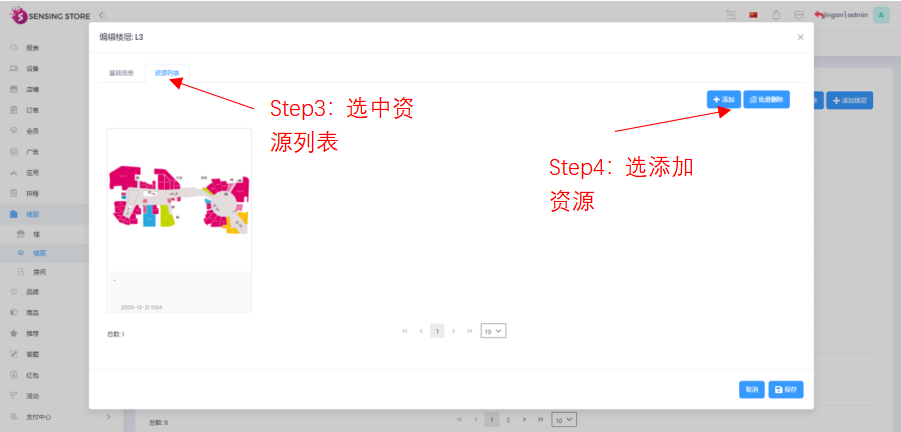 SENSING STORE
jingan\admin
A
报表
设备
店铺
订单
会员
广告
应用
排程
楼层
楼
楼层
房间
品牌
商品
推荐
答题
红包
活动
支付中心
编辑楼层: L3
基础信息
资源列表
添加
批量删除
添加楼层
Step3：选中资
源列表
Step4：选添加
资源
-
2020-12-21 11:04
总数: 1
1
10
取消
保存
总数: 11
1
2
10